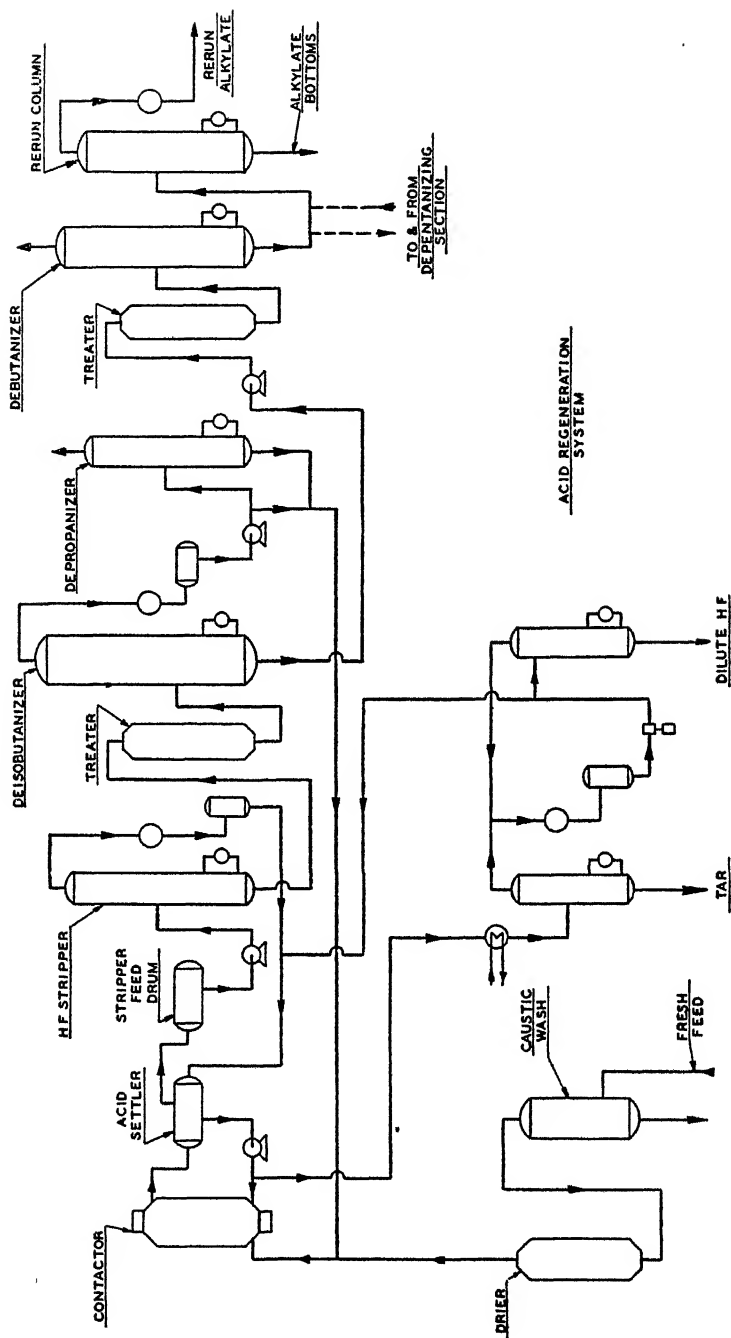 CONTACTOR
ACID
SETTLER
HF STRIPPER
STRIPPER
FEED
DRUM
TREATER
DEISOBUTANIZER
DEPROPANIZER
TREATER
DEBUTANIZER
RERUN COLUMN
RERUN
ALKYLATE
ALKYLATE
BOTTOMS
TO & FROM
DEPENTANIZING
SECTION
DRIER
CAUSTIC
WASH
FRESH
FEED
TAR
DILUTE HF
ACID REGENERATION
SYSTEM